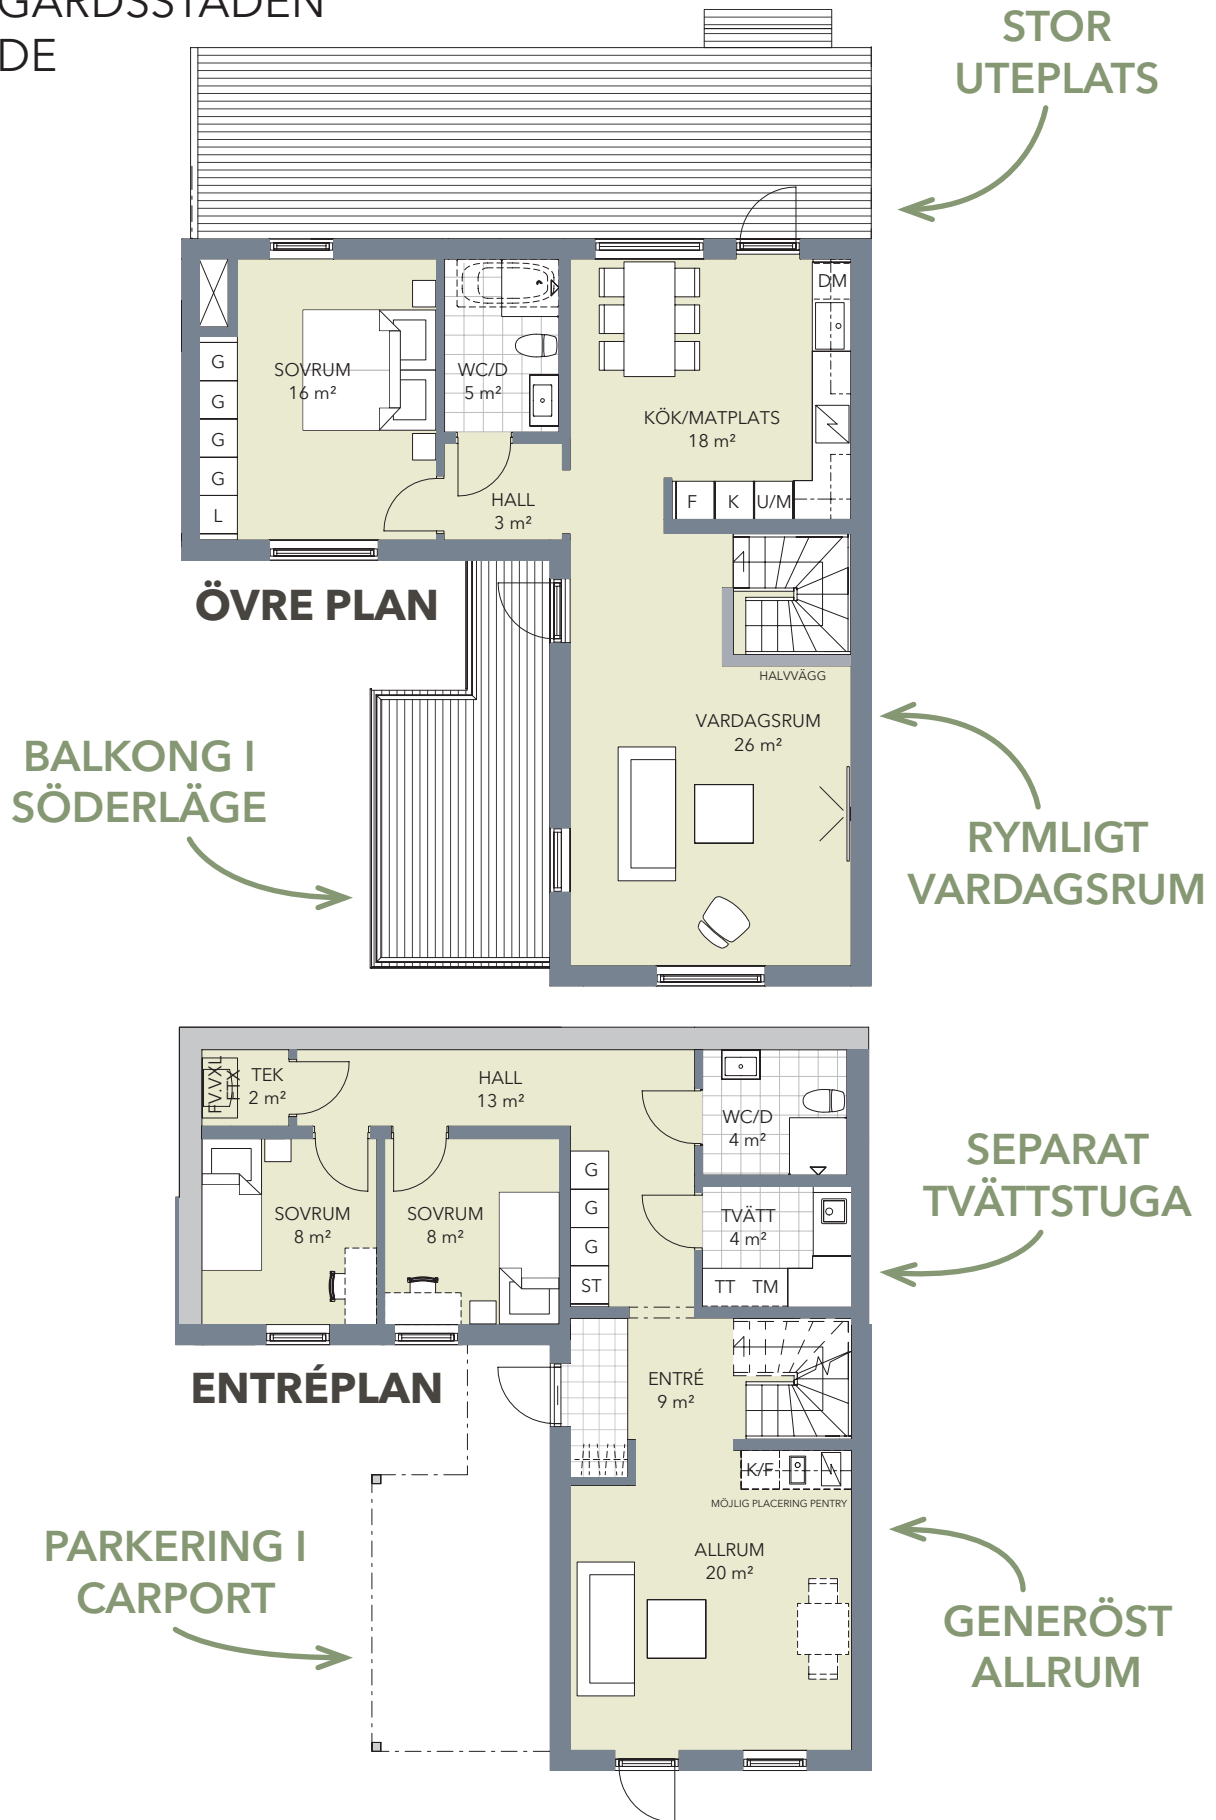 GÅRDSSTADEN
DE
STOR
UTEPLATS
DM
G
G
G
G
L
SOVRUM
16 m²
WC/D
5 m²
KÖK/MATPLATS
18 m²
HALL
3 m²
F K U/M
ÖVRE PLAN
HALVVÄGG
VARDAGSRUM
26 m²
BALKONG I
SÖDERLÄGE
RYMLIGT
VARDAGSRUM
FV.VXL
FTX
TEK
2 m²
HALL
13 m²
WC/D
4 m²
G
G
G
ST
SOVRUM
8 m²
SOVRUM
8 m²
TVÄTT
4 m²
TT TM
SEPARAT
TVÄTTSTUGA
ENTRÉPLAN
ENTRÉ
9 m²
K/F
MÖJLIG PLACERING PENTRY
ALLRUM
20 m²
PARKERING I
CARPORT
GENERÖST
ALLRUM